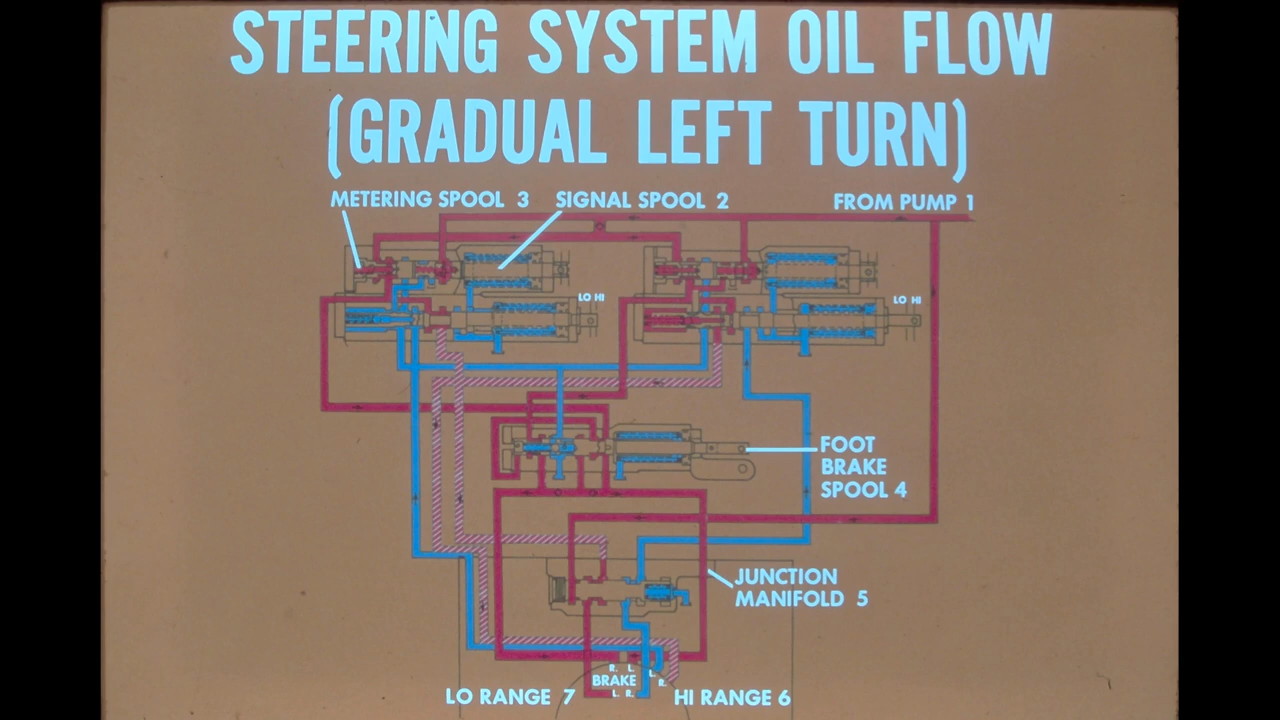 STEERING SYSTEM OIL FLOW
(GRADUAL LEFT TURN)
METERING SPOOL 3
SIGNAL SPOOL 2
FROM PUMP 1
LO HI
LO HI
FOOT
BRAKE
SPOOL 4
JUNCTION
MANIFOLD 5
R. L.
BRAKE
L. R.
L.
R.
LO RANGE 7
HI RANGE 6